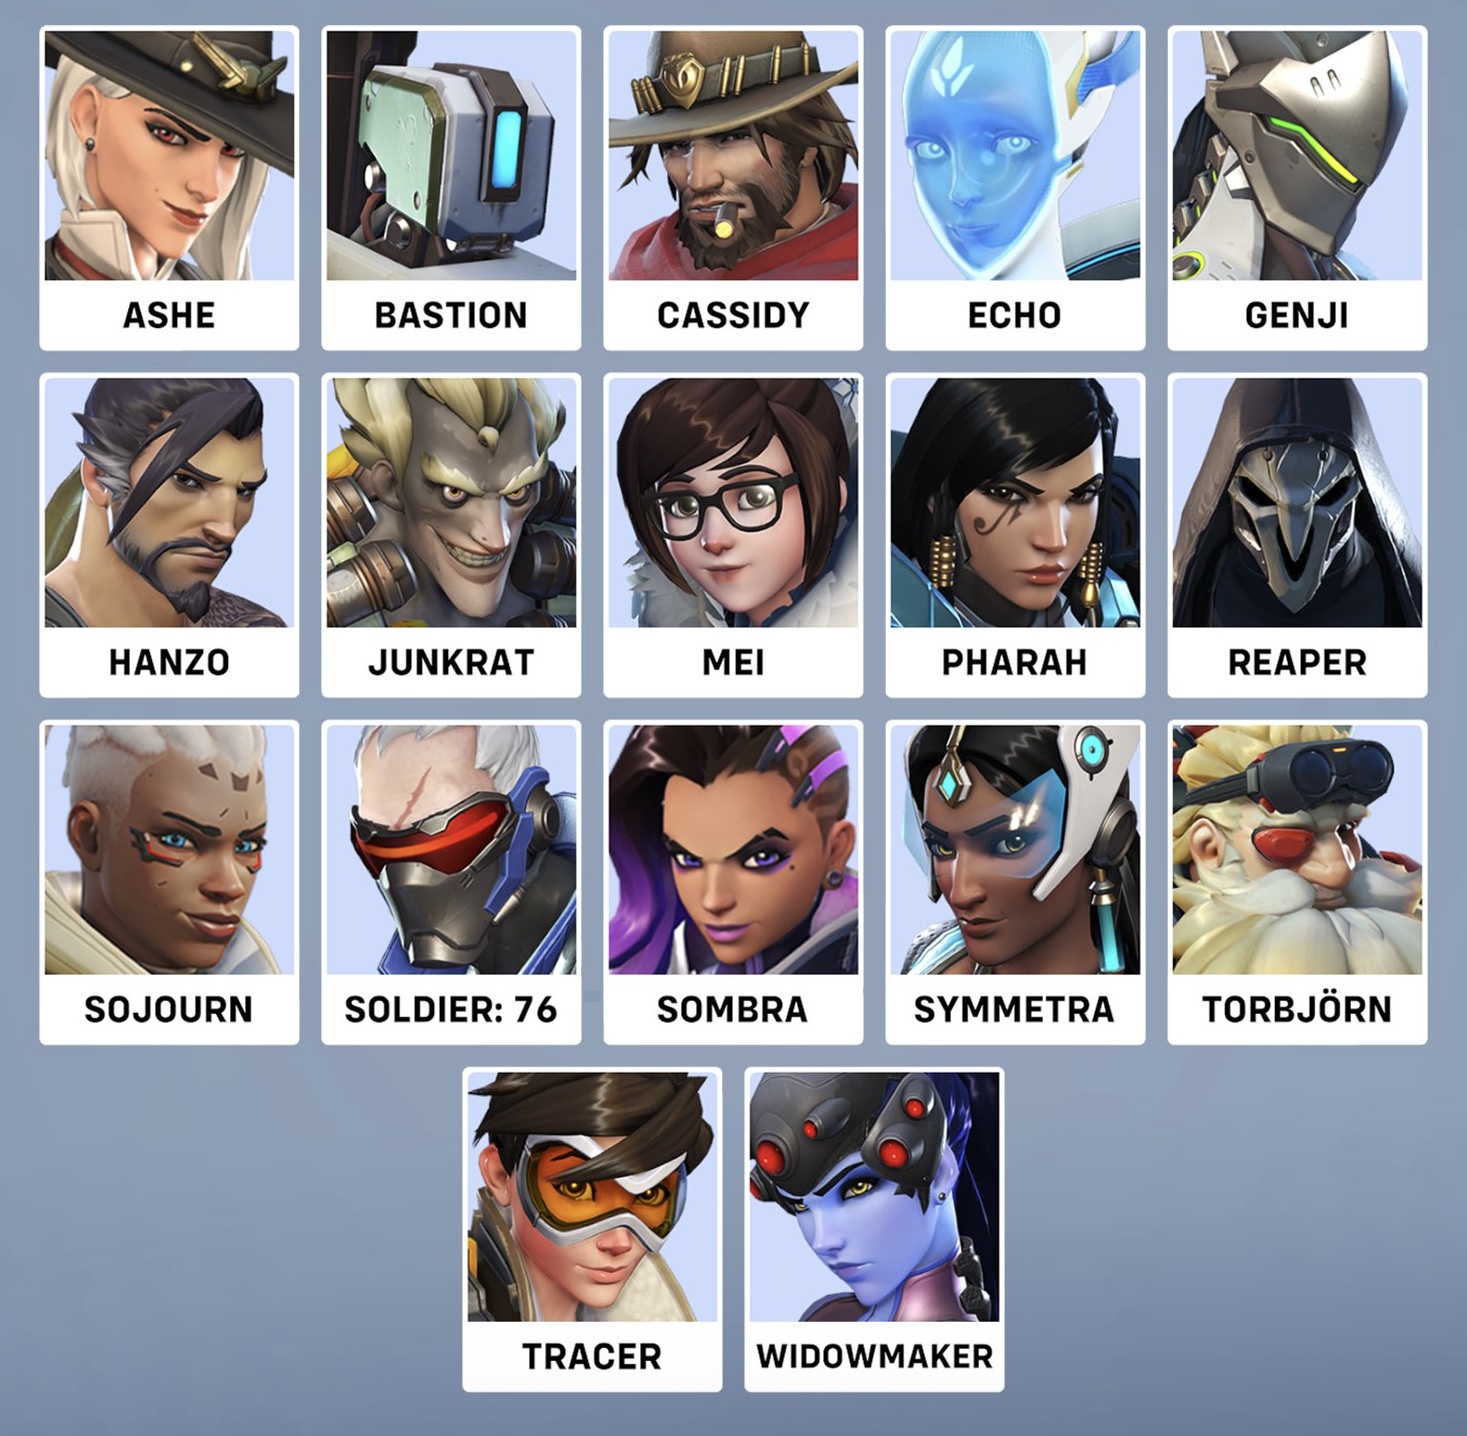 ASHE
BASTION
CASSIDY
ECHO
GENJI
HANZO
JUNKRAT
MEI
PHARAH
REAPER
SOJOURN
SOLDIER: 76
SOMBRA
SYMMETRA
TORBJÖRN
TRACER
WIDOWMAKER